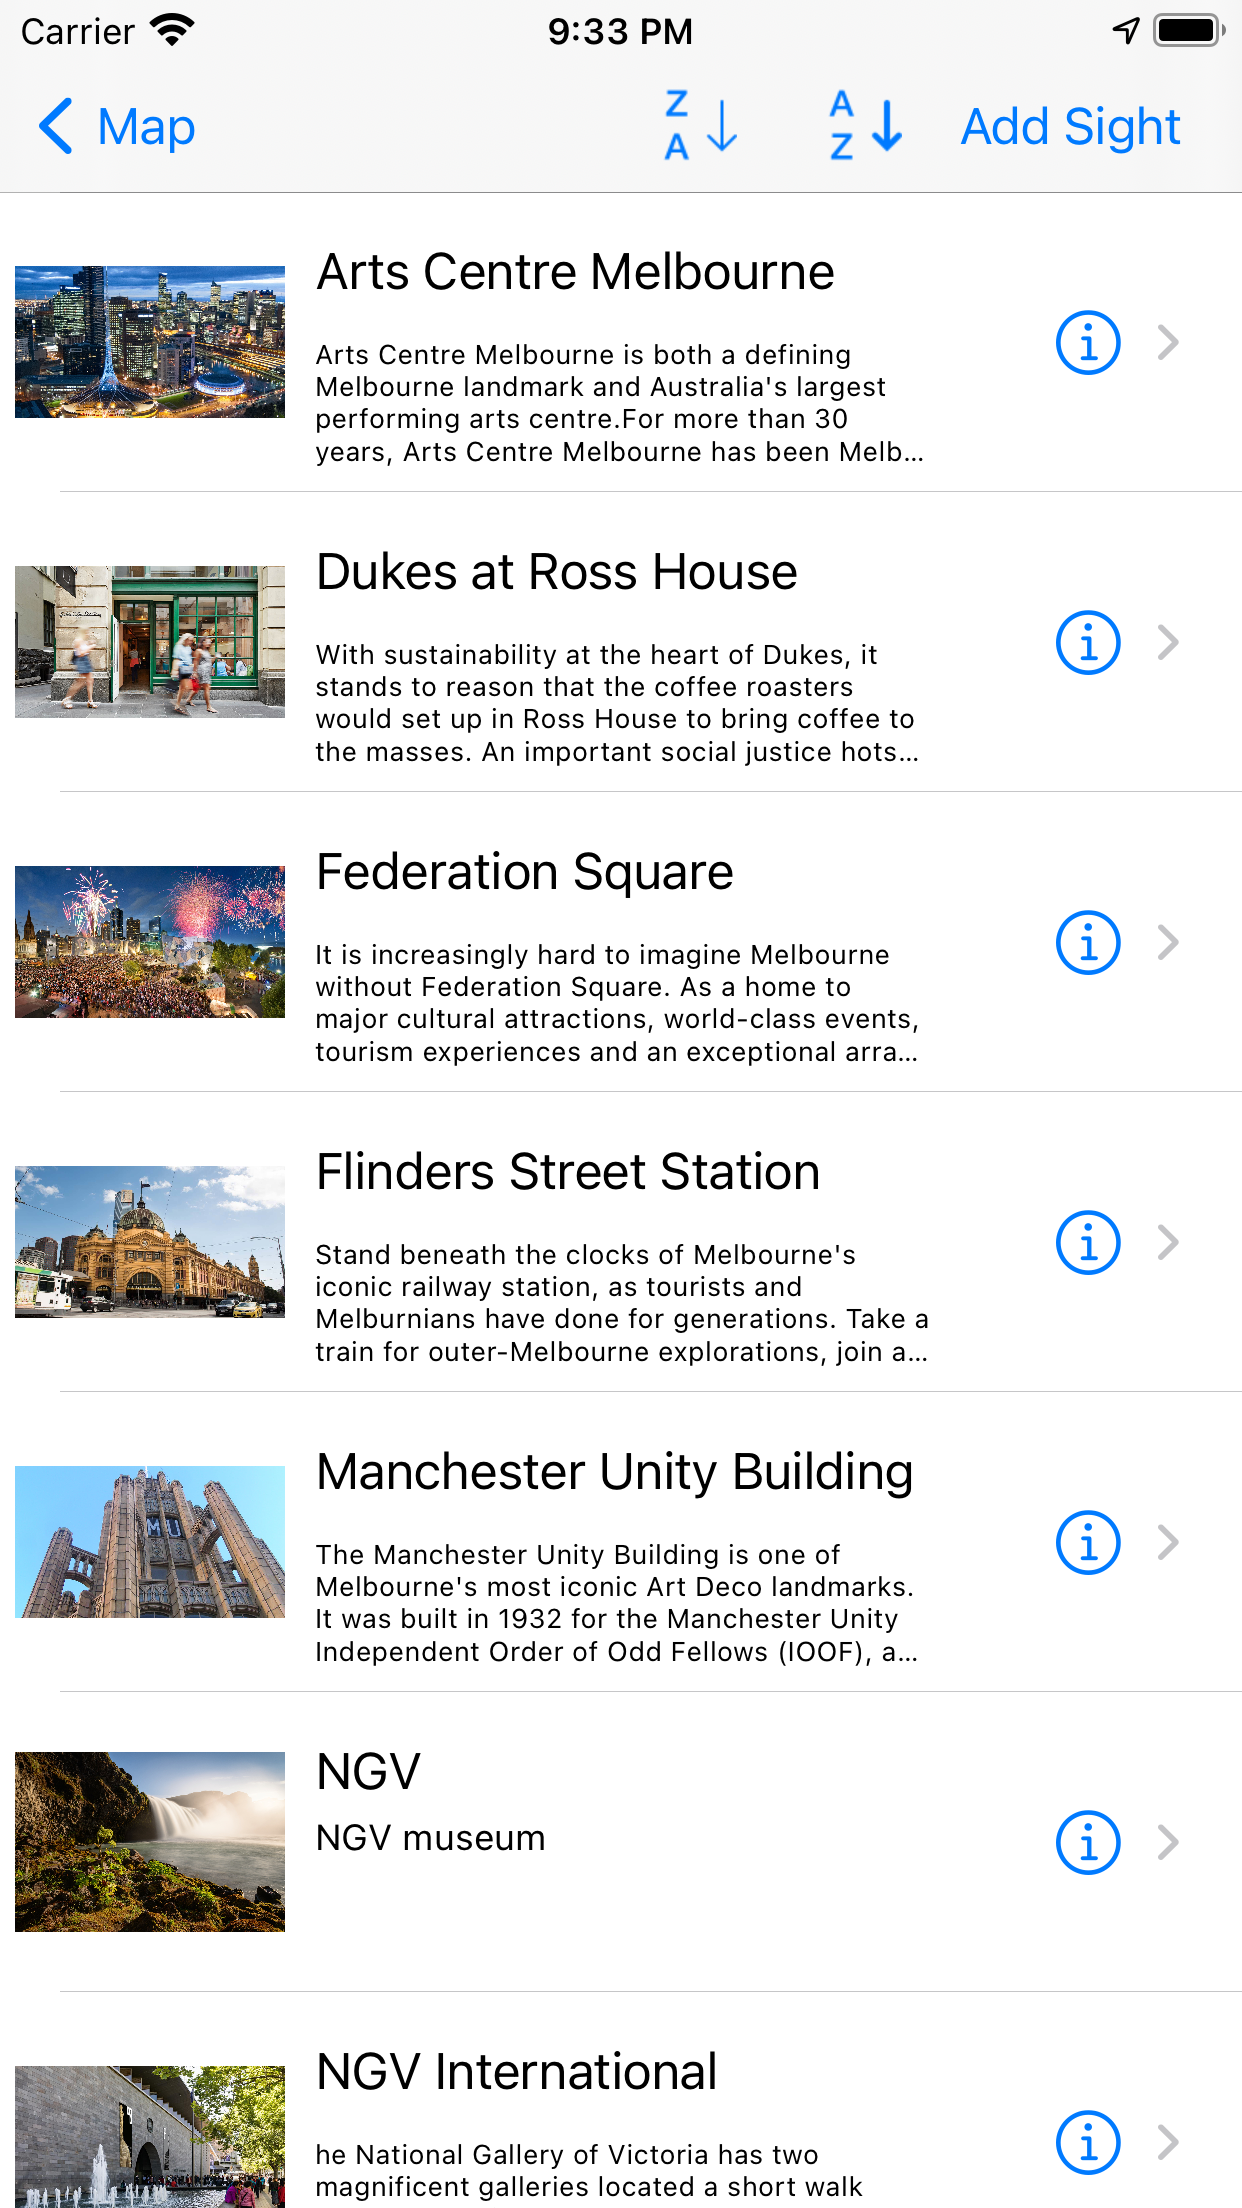 Carrier 9:33 PM
Map Z A A Z Add Sight
Arts Centre Melbourne
Arts Centre Melbourne is both a defining
Melbourne landmark and Australia's largest
performing arts centre.For more than 30
years, Arts Centre Melbourne has been Melb...
Dukes at Ross House
With sustainability at the heart of Dukes, it
stands to reason that the coffee roasters
would set up in Ross House to bring coffee to
the masses. An important social justice hots...
Federation Square
It is increasingly hard to imagine Melbourne
without Federation Square. As a home to
major cultural attractions, world-class events,
tourism experiences and an exceptional arra...
Flinders Street Station
Stand beneath the clocks of Melbourne's
iconic railway station, as tourists and
Melburnians have done for generations. Take a
train for outer-Melbourne explorations, join a...
Manchester Unity Building
MU
The Manchester Unity Building is one of
Melbourne's most iconic Art Deco landmarks.
It was built in 1932 for the Manchester Unity
Independent Order of Odd Fellows (IOOF), a...
NGV
NGV museum
NGV International
he National Gallery of Victoria has two
magnificent galleries located a short walk